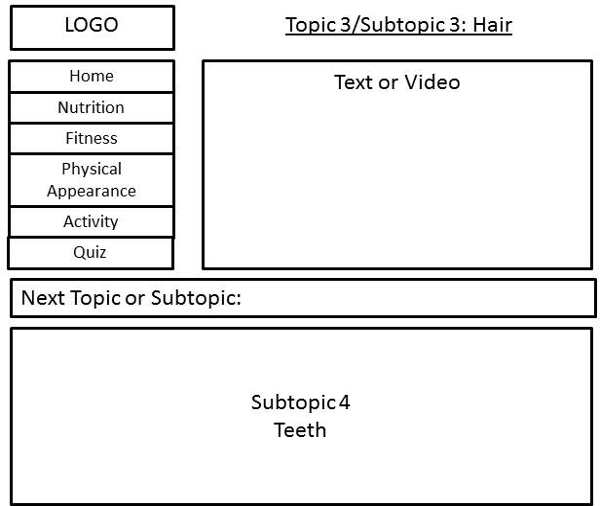 LOGO
Topic 3/Subtopic 3: Hair
Home
Nutrition
Fitness
Physical
Appearance
Activity
Quiz
Text or Video
Next Topic or Subtopic:
Subtopic 4
Teeth